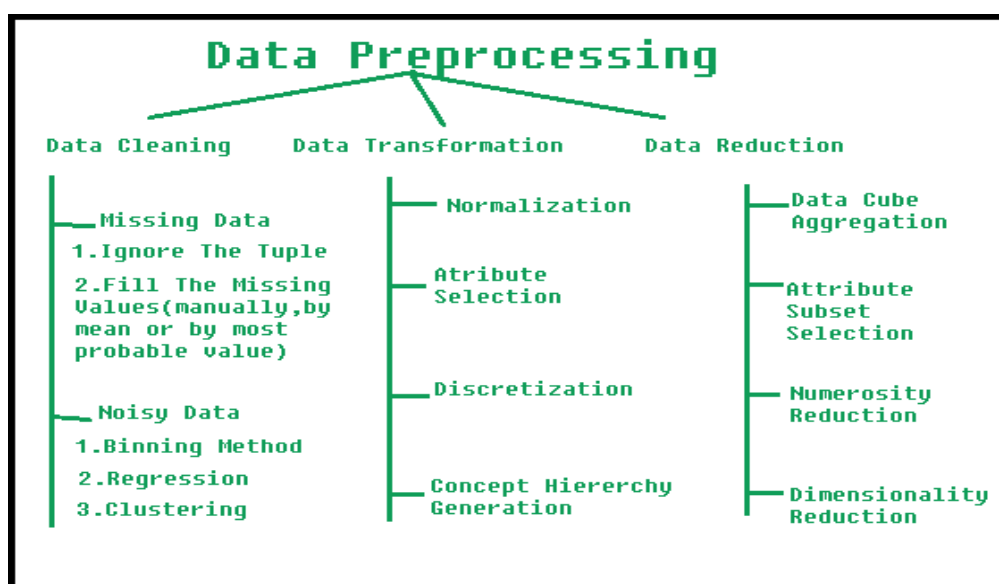 Data Preprocessing
Data Cleaning
Missing Data
1.Ignore The Tuple
2.Fill The Missing
Values(manually,by
mean or by most
probable value)
Noisy Data
1.Binning Method
2.Regression
3.Clustering
Data Transformation
Normalization
Atribute
Selection
Discretization
Concept Hiererchy
Generation
Data Reduction
Data Cube
Aggregation
Attribute
Subset
Selection
Numerosity
Reduction
Dimensionality
Reduction